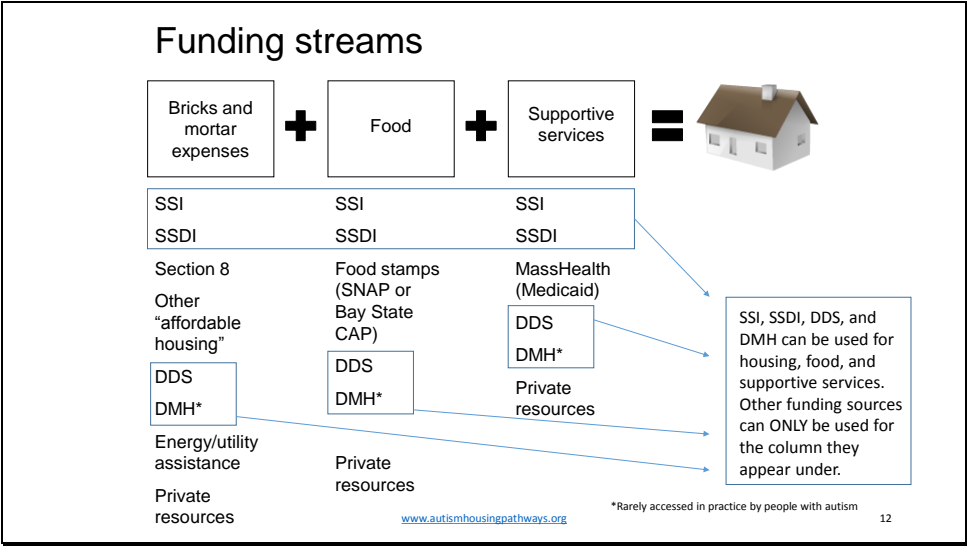 Funding streams
Bricks and
mortar
expenses
Food
Supportive
services
SSI
SSDI
Section 8
Other
“affordable
housing”
DDS
DMH*
Energy/utility
assistance
Private
resources
SSI
SSDI
Food stamps
(SNAP or
Bay State
CAP)
DDS
DMH*
Private
resources
SSI
SSDI
MassHealth
(Medicaid)
DDS
DMH*
Private
resources
SSI, SSDI, DDS, and
DMH can be used for
housing, food, and
supportive services.
Other funding sources
can ONLY be used for
the column they
appear under.
*Rarely accessed in practice by people with autism
www.autismhousingpathways.org
12